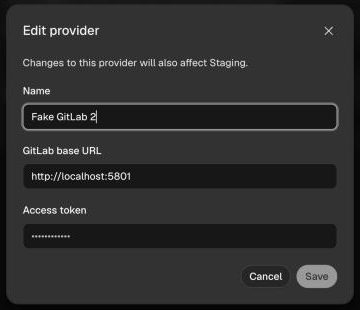 Edit provider
Changes to this provider will also affect Staging.
Name
Fake GitLab 2
GitLab base URL
http://localhost:5801
Access token
••••••••••••
Cancel
Save